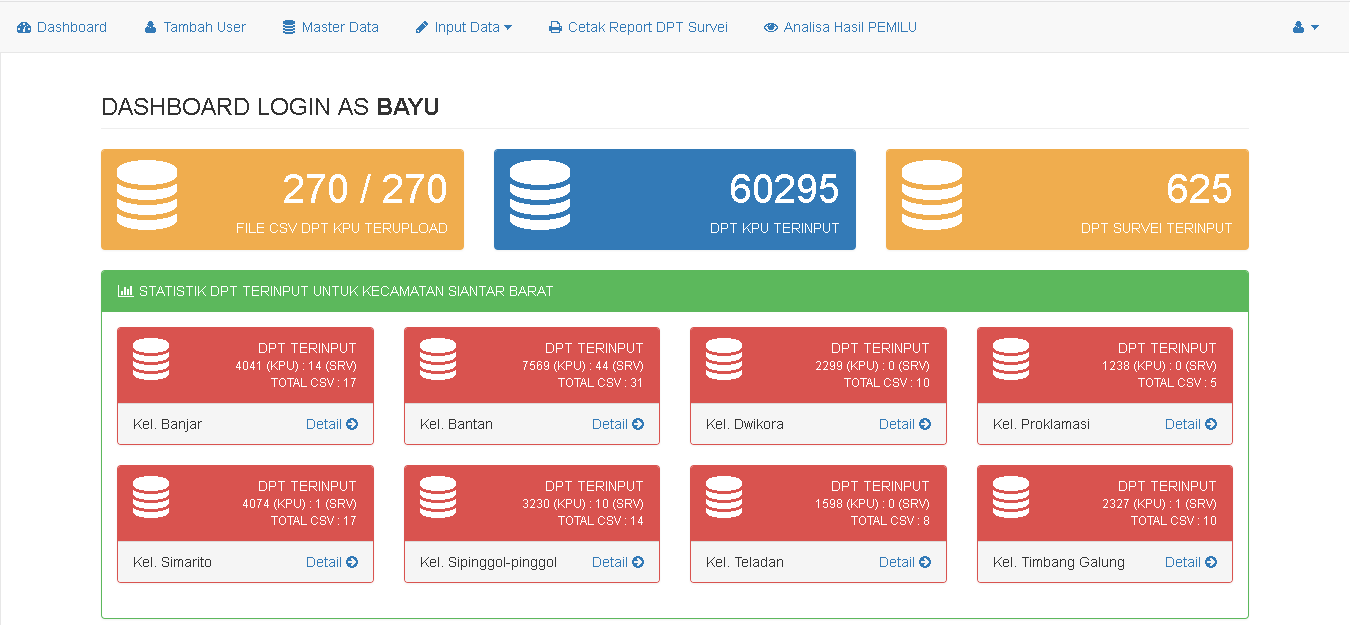 Dashboard Tambah User Master Data Input Data Cetak Report DPT Survei Analisa Hasil PEMILU
DASHBOARD LOGIN AS BAYU
270 / 270
FILE CSV DPT KPU TERUPLOAD
60295
DPT KPU TERINPUT
625
DPT SURVEI TERINPUT
STATISTIK DPT TERINPUT UNTUK KECAMATAN SIANTAR BARAT
DPT TERINPUT
4041 (KPU) : 14 (SRV)
TOTAL CSV : 17
Kel. Banjar Detail
DPT TERINPUT
7569 (KPU) : 44 (SRV)
TOTAL CSV : 31
Kel. Bantan Detail
DPT TERINPUT
2299 (KPU) : 0 (SRV)
TOTAL CSV : 10
Kel. Dwikora Detail
DPT TERINPUT
1238 (KPU) : 0 (SRV)
TOTAL CSV : 5
Kel. Proklamasi Detail
DPT TERINPUT
4074 (KPU) : 1 (SRV)
TOTAL CSV : 17
Kel. Simarito Detail
DPT TERINPUT
3230 (KPU) : 10 (SRV)
TOTAL CSV : 14
Kel. Sipinggol-pinggol Detail
DPT TERINPUT
1598 (KPU) : 0 (SRV)
TOTAL CSV : 8
Kel. Teladan Detail
DPT TERINPUT
2327 (KPU) : 1 (SRV)
TOTAL CSV : 10
Kel. Timbang Galung Detail